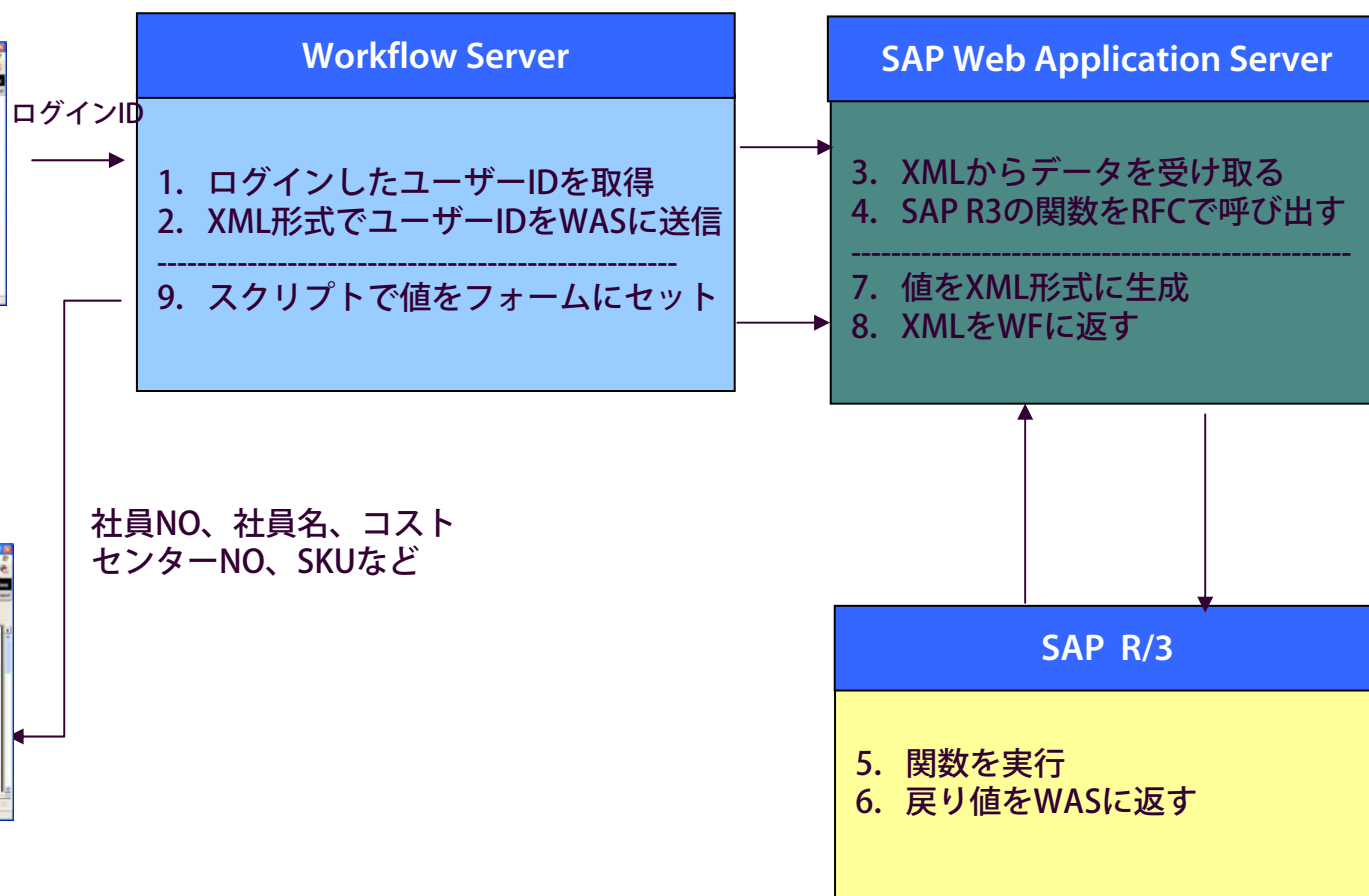 ログインID
Workflow Server
1. ログインしたユーザーIDを取得
2. XML形式でユーザーIDをWASに送信
----------------------------------------------------
9. スクリプトで値をフォームにセット
SAP Web Application Server
3. XMLからデータを受け取る
4. SAP R3の関数をRFCで呼び出す
--------------------------------------------------
7. 値をXML形式に生成
8. XMLをWFに返す
社員NO、社員名、コスト
センターNO、SKUなど
SAP R/3
5. 関数を実行
6. 戻り値をWASに返す